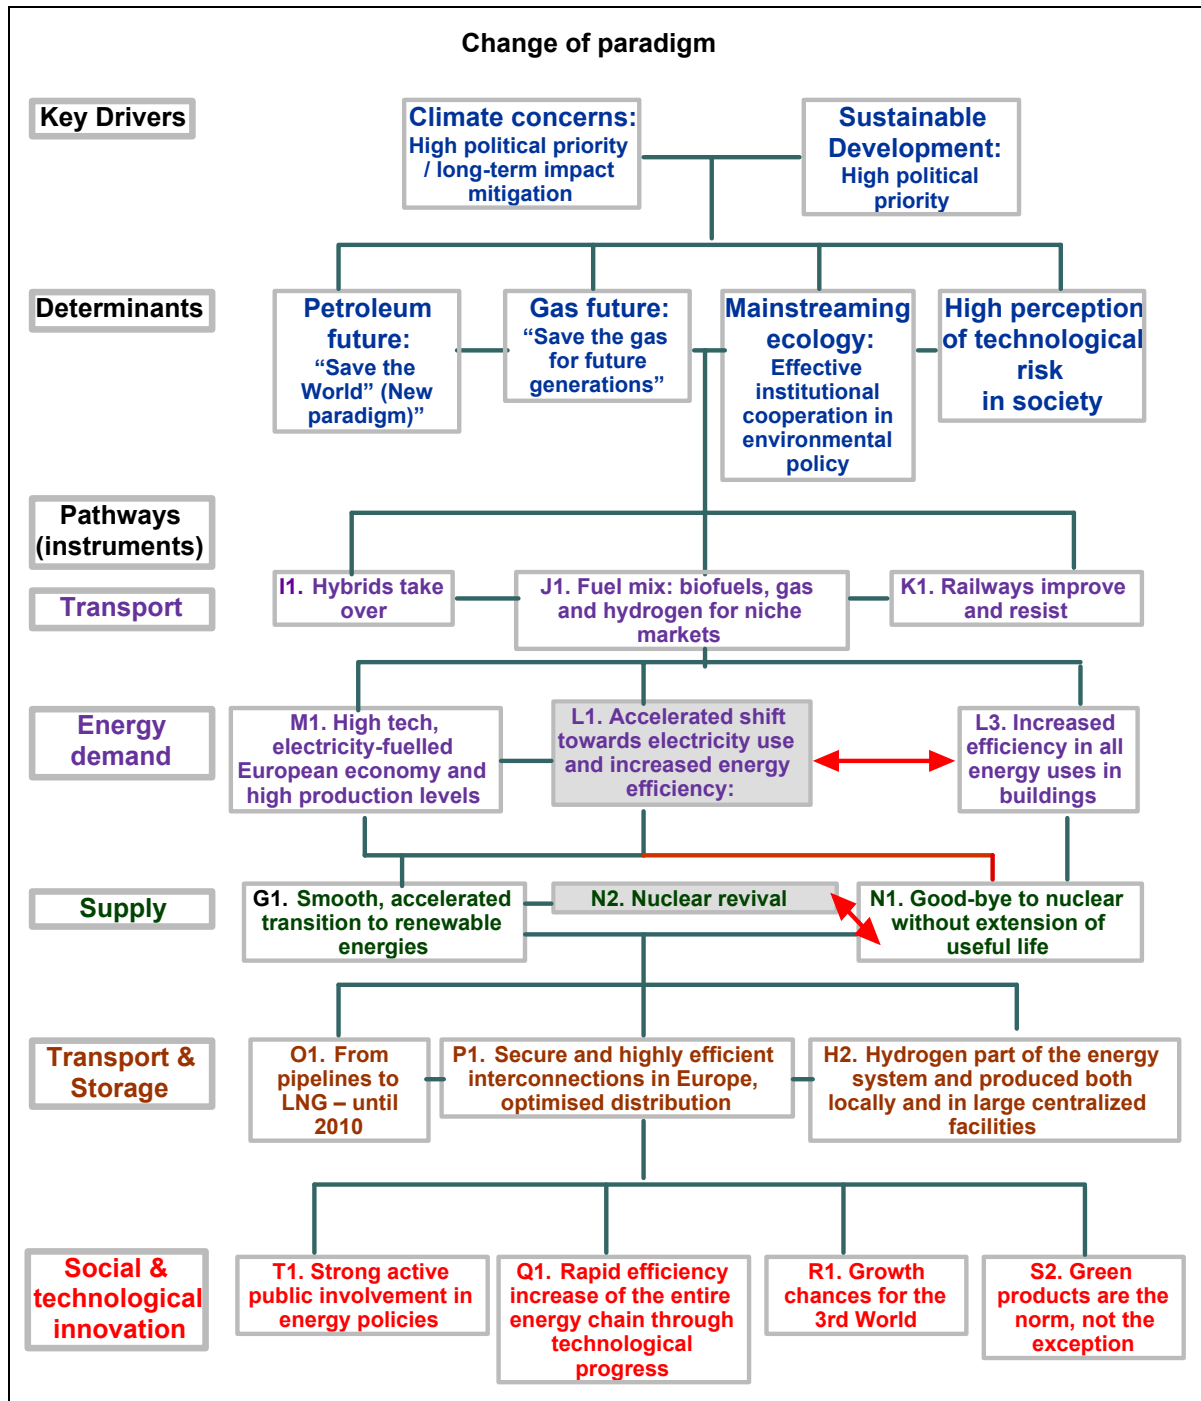 Change of paradigm
Key Drivers
Climate concerns:
High political priority
/ long-term impact
mitigation
Sustainable
Development:
High political
priority
Determinants
Petroleum
future:
“Save the
World” (New
paradigm)”
Gas future:
“Save the gas
for future
generations”
Mainstreaming
ecology:
Effective
institutional
cooperation in
environmental
policy
High perception
of technological
risk
in society
Pathways
(instruments)
Transport
I1. Hybrids take
over
J1. Fuel mix: biofuels, gas
and hydrogen for niche
markets
K1. Railways improve
and resist
Energy
demand
M1. High tech,
electricity-fuelled
European economy and
high production levels
L1. Accelerated shift
towards electricity use
and increased energy
efficiency:
L3. Increased
efficiency in all
energy uses in
buildings
Supply
G1. Smooth, accelerated
transition to renewable
energies
N2. Nuclear revival
N1. Good-bye to nuclear
without extension of
useful life
Transport &
Storage
O1. From
pipelines to
LNG – until
2010
P1. Secure and highly efficient
interconnections in Europe,
optimised distribution
H2. Hydrogen part of the energy
system and produced both
locally and in large centralized
facilities
Social &
technological
innovation
T1. Strong active
public involvement in
energy policies
Q1. Rapid efficiency
increase of the entire
energy chain through
technological
progress
R1. Growth
chances for the
3rd World
S2. Green
products are the
norm, not the
exception